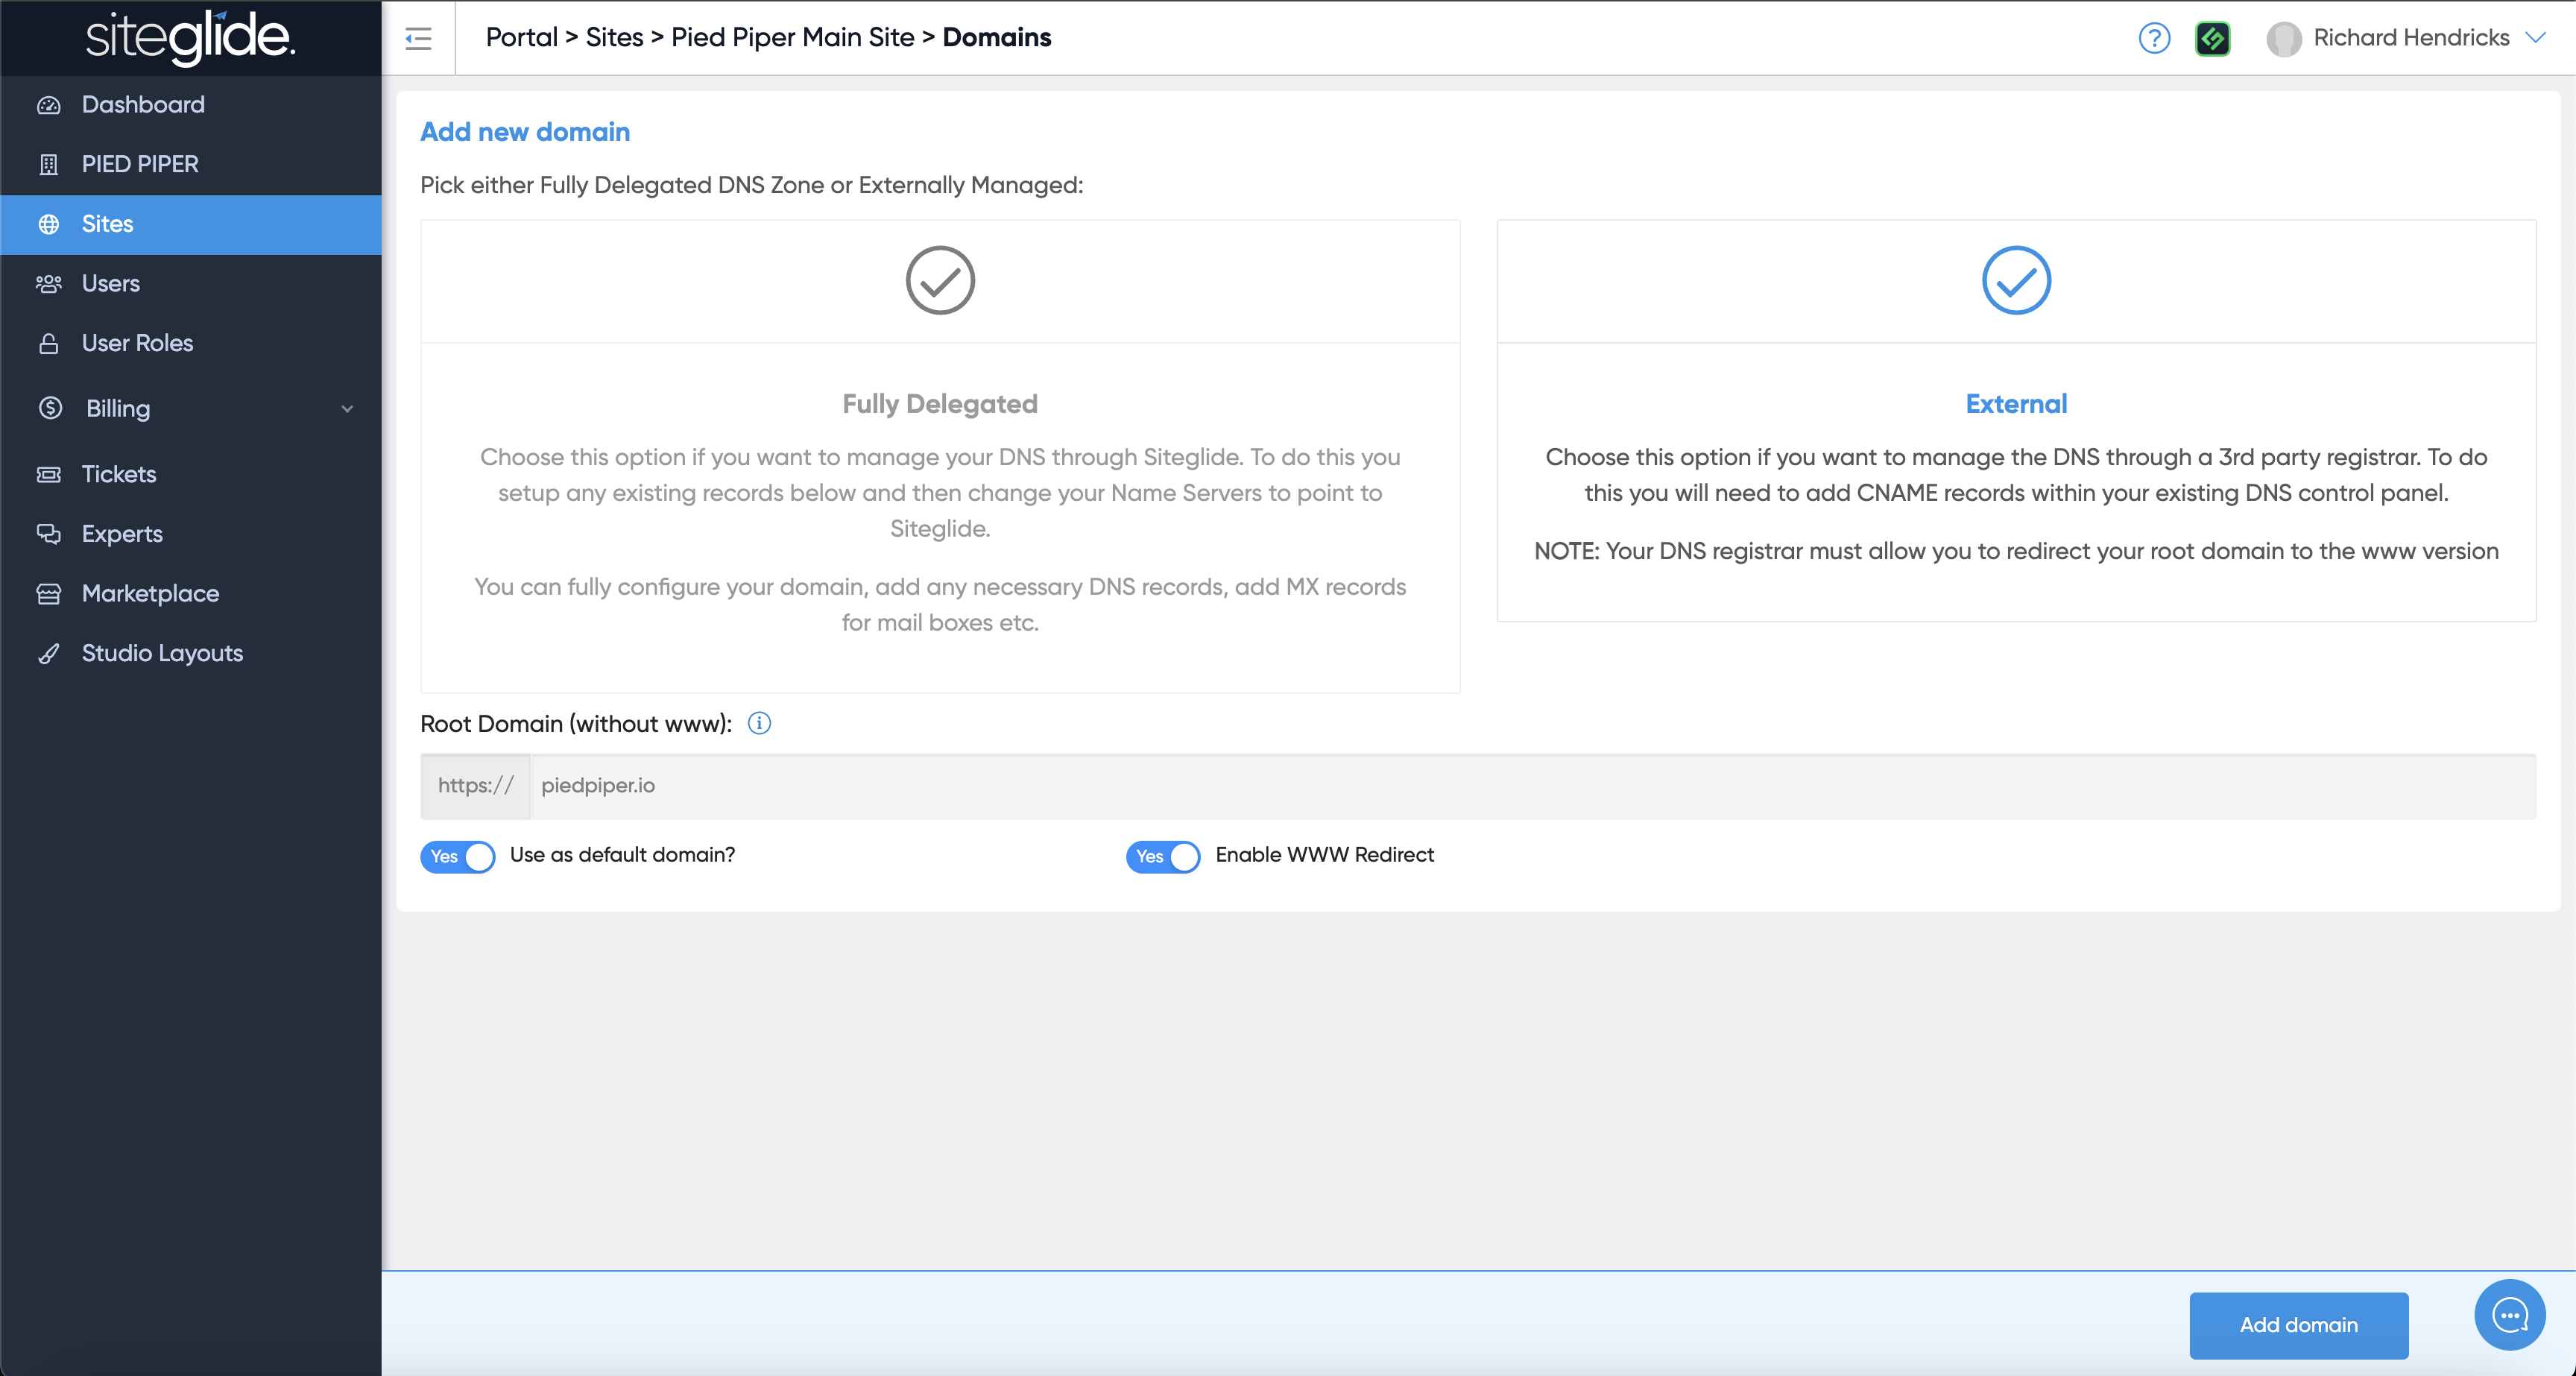 siteglide.
Portal > Sites > Pied Piper Main Site > Domains
?
Richard Hendricks
Dashboard
PIED PIPER
Sites
Users
User Roles
Billing
Tickets
Experts
Marketplace
Studio Layouts
Add new domain
Pick either Fully Delegated DNS Zone or Externally Managed:
Fully Delegated
Choose this option if you want to manage your DNS through Siteglide. To do this you
setup any existing records below and then change your Name Servers to point to
Siteglide.
You can fully configure your domain, add any necessary DNS records, add MX records
for mail boxes etc.
External
Choose this option if you want to manage the DNS through a 3rd party registrar. To do
this you will need to add CNAME records within your existing DNS control panel.
NOTE: Your DNS registrar must allow you to redirect your root domain to the www version
Root Domain (without www):
https:// piedpiper.io
Yes Use as default domain?
Yes Enable WWW Redirect
Add domain